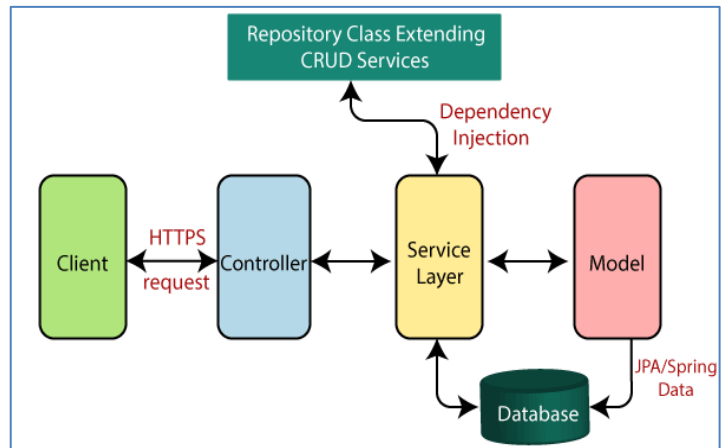 Repository Class Extending
CRUD Services
Dependency
Injection
Client
HTTPS
request
Controller
Service
Layer
Model
JPA/Spring
Data
Database